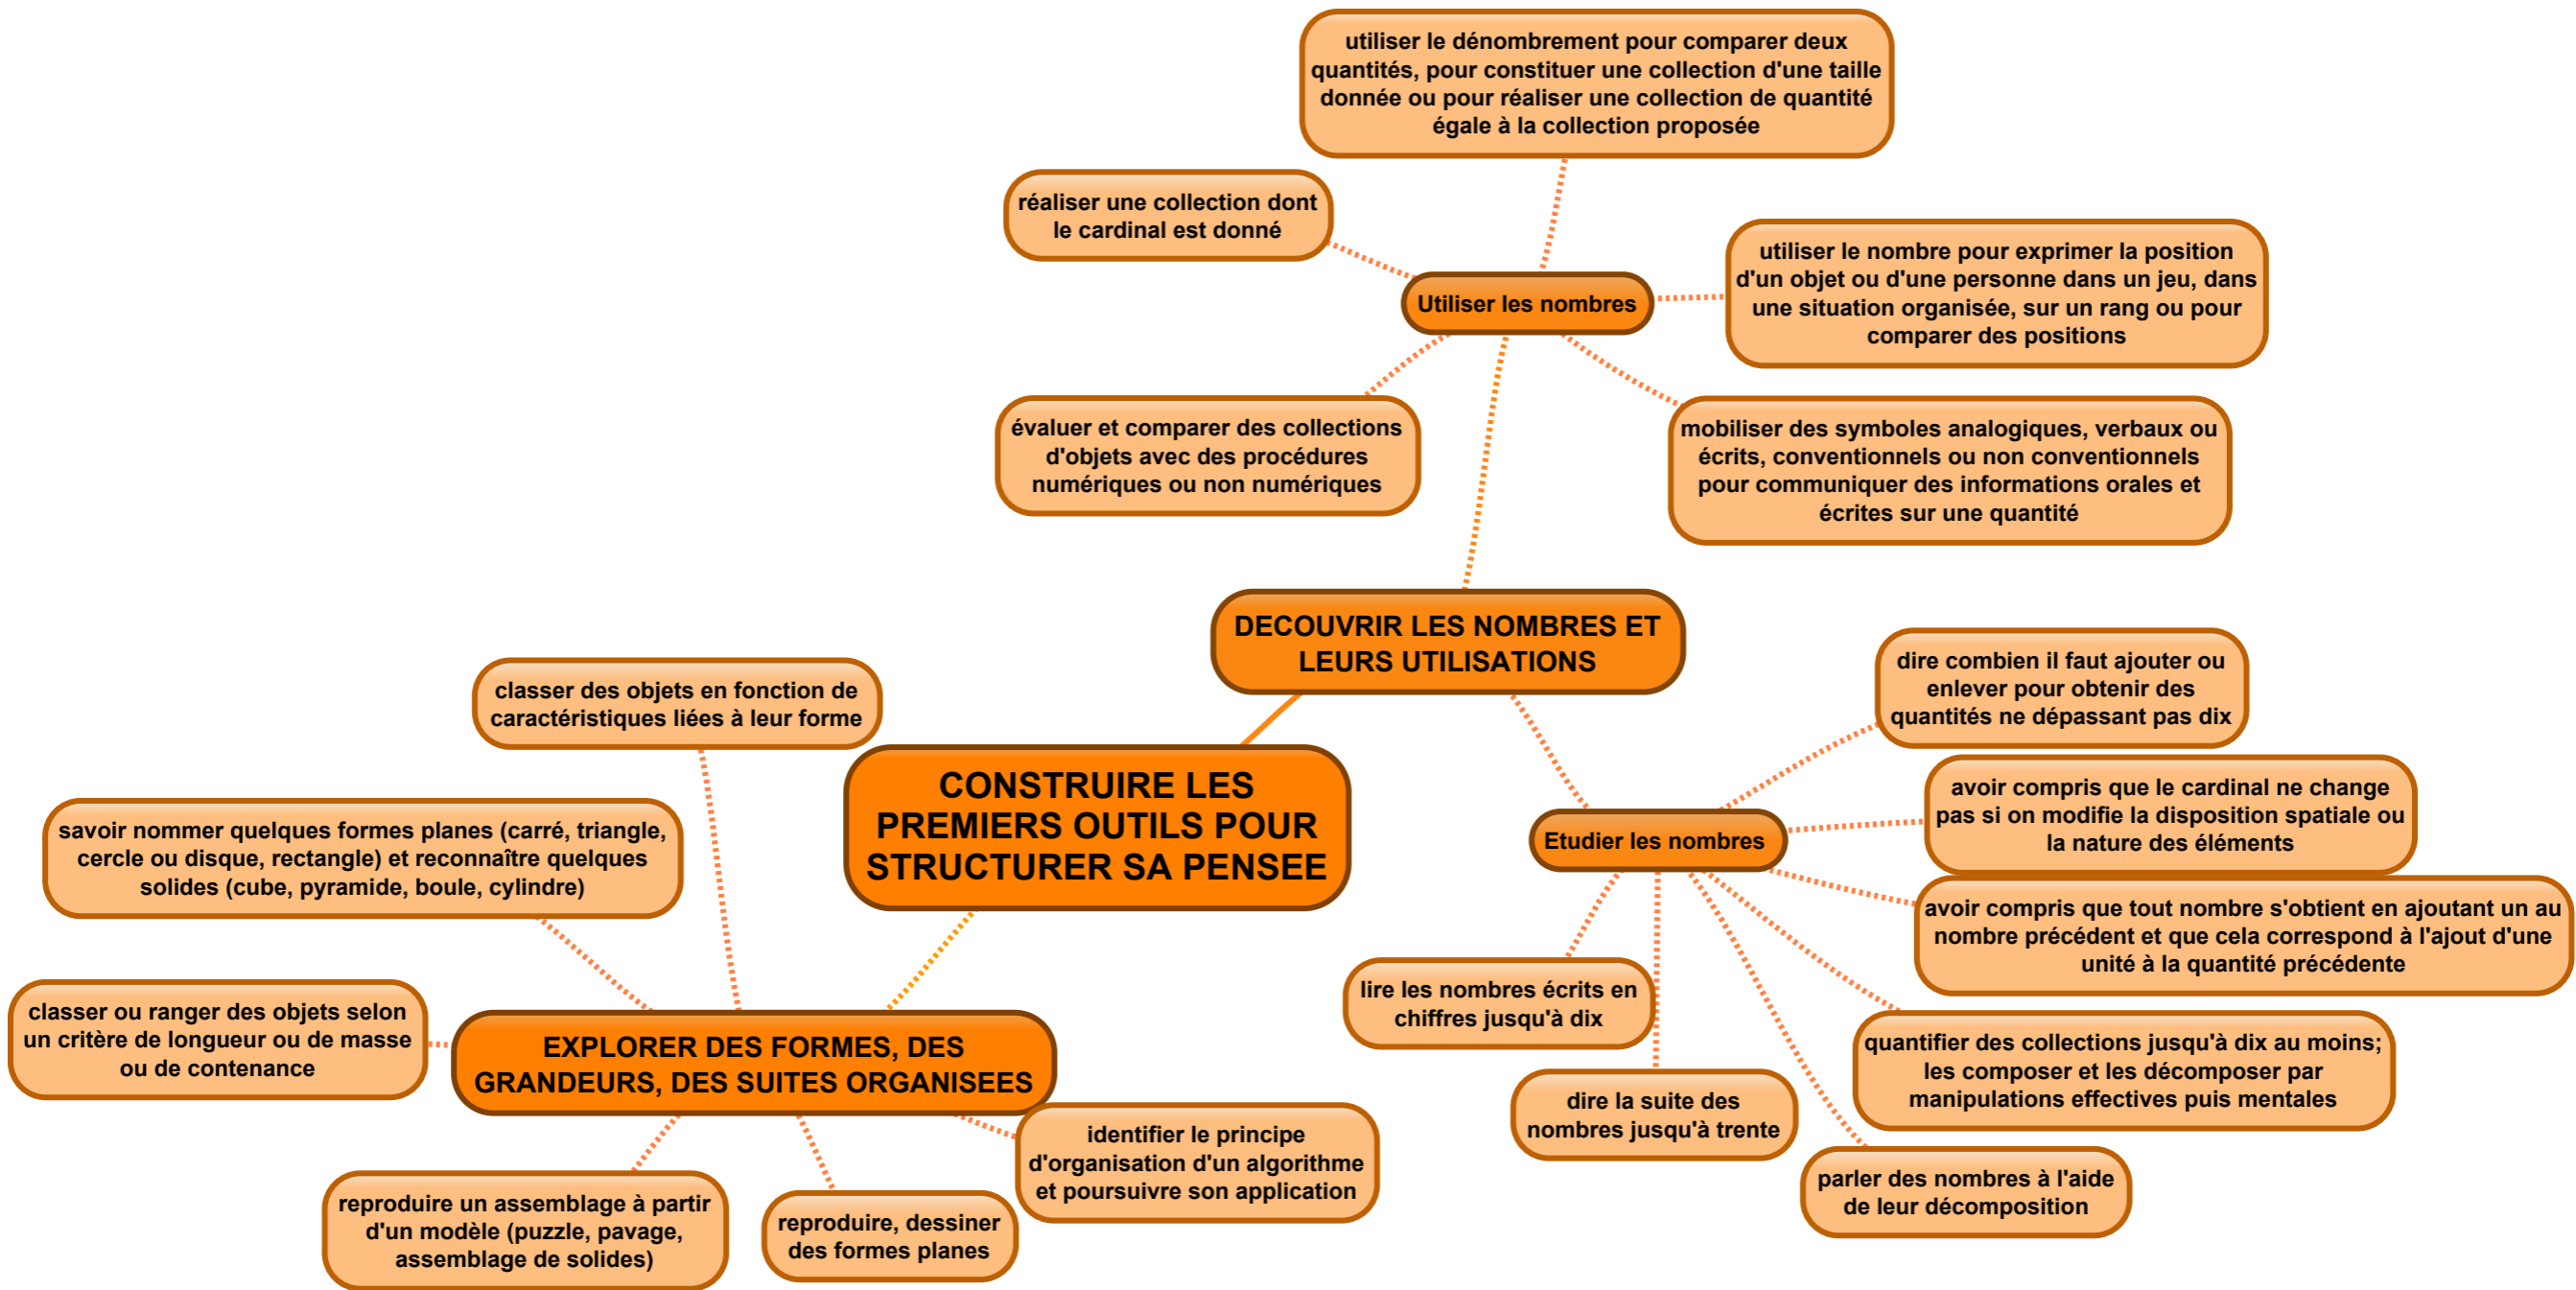 utiliser le dénombrement pour comparer deux
quantités, pour constituer une collection d'une taille
donnée ou pour réaliser une collection de quantité
égale à la collection proposée
réaliser une collection dont
le cardinal est donné
utiliser le nombre pour exprimer la position
d'un objet ou d'une personne dans un jeu, dans
une situation organisée, sur un rang ou pour
comparer des positions
Utiliser les nombres
évaluer et comparer des collections
d'objets avec des procédures
numériques ou non numériques
mobiliser des symboles analogiques, verbaux ou
écrits, conventionnels ou non conventionnels
pour communiquer des informations orales et
écrites sur une quantité
DECOUVRIR LES NOMBRES ET
LEURS UTILISATIONS
dire combien il faut ajouter ou
enlever pour obtenir des
quantités ne dépassant pas dix
classer des objets en fonction de
caractéristiques liées à leur forme
CONSTRUIRE LES
PREMIERS OUTILS POUR
STRUCTURER SA PENSEE
avoir compris que le cardinal ne change
pas si on modifie la disposition spatiale ou
la nature des éléments
Etudier les nombres
savoir nommer quelques formes planes (carré, triangle,
cercle ou disque, rectangle) et reconnaître quelques
solides (cube, pyramide, boule, cylindre)
avoir compris que tout nombre s'obtient en ajoutant un au
nombre précédent et que cela correspond à l'ajout d'une
unité à la quantité précédente
lire les nombres écrits en
chiffres jusqu'à dix
classer ou ranger des objets selon
un critère de longueur ou de masse
ou de contenance
EXPLORER DES FORMES, DES
GRANDEURS, DES SUITES ORGANISEES
quantifier des collections jusqu'à dix au moins;
les composer et les décomposer par
manipulations effectives puis mentales
dire la suite des
nombres jusqu'à trente
identifier le principe
d'organisation d'un algorithme
et poursuivre son application
parler des nombres à l'aide
de leur décomposition
reproduire un assemblage à partir
d'un modèle (puzzle, pavage,
assemblage de solides)
reproduire, dessiner
des formes planes